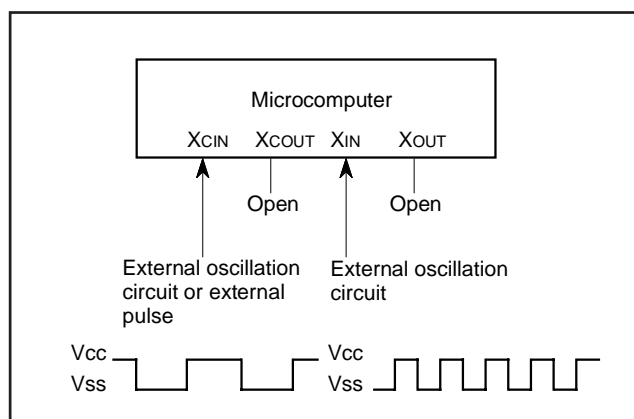 Microcomputer
XCIN XCOUT XIN XOUT
Open Open
External oscillation
circuit or external
pulse
External oscillation
circuit
Vcc
Vss
Vcc
Vss